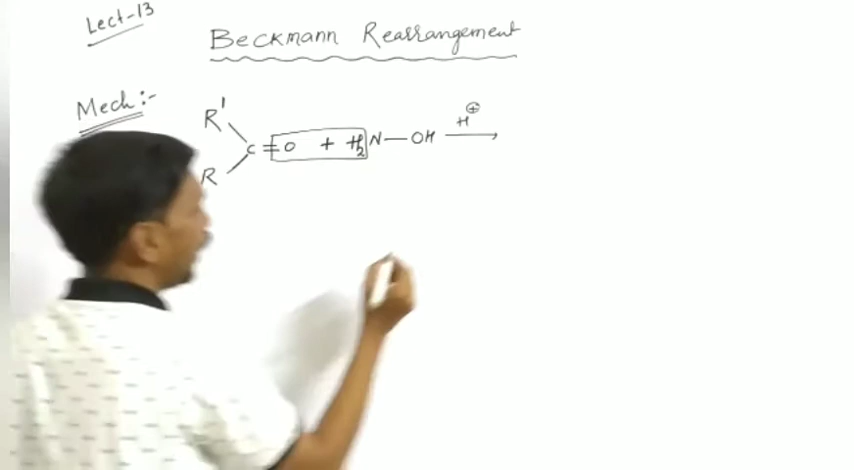 Lect-13
Beckmann Rearrangement
Mech:-
R'
H⊕
C=O + H₂N—OH →
R